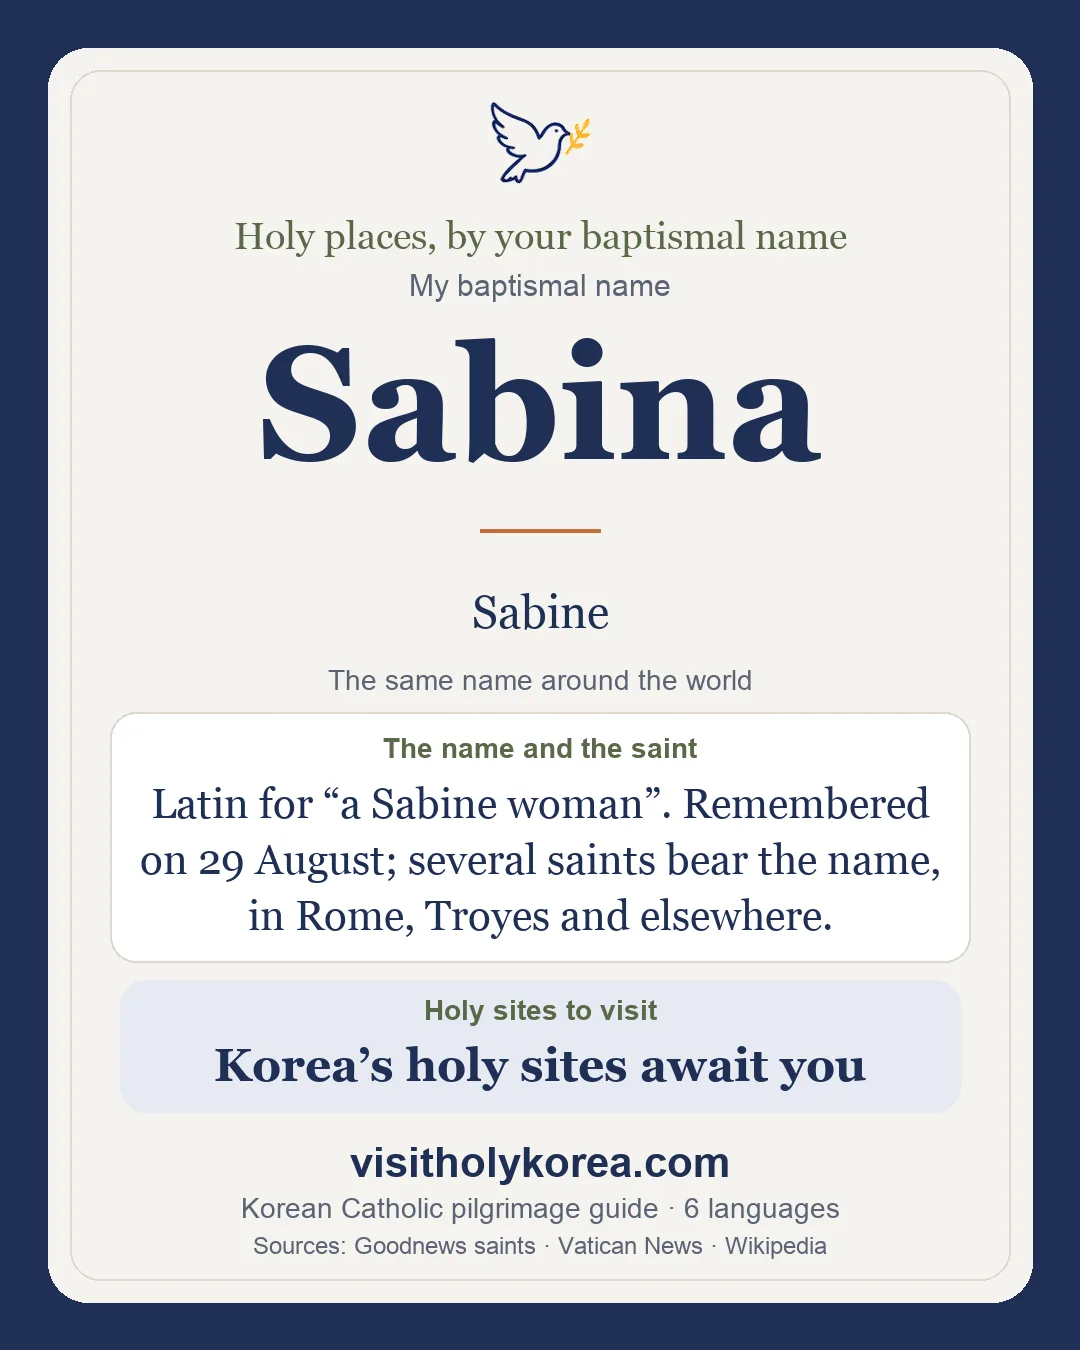 Holy places, by your baptismal name
My baptismal name
Sabina
Sabine
The same name around the world
The name and the saint
Latin for “a Sabine woman”. Remembered
on 29 August; several saints bear the name,
in Rome, Troyes and elsewhere.
Holy sites to visit
Korea’s holy sites await you
visitholykorea.com
Korean Catholic pilgrimage guide · 6 languages
Sources: Goodnews saints · Vatican News · Wikipedia